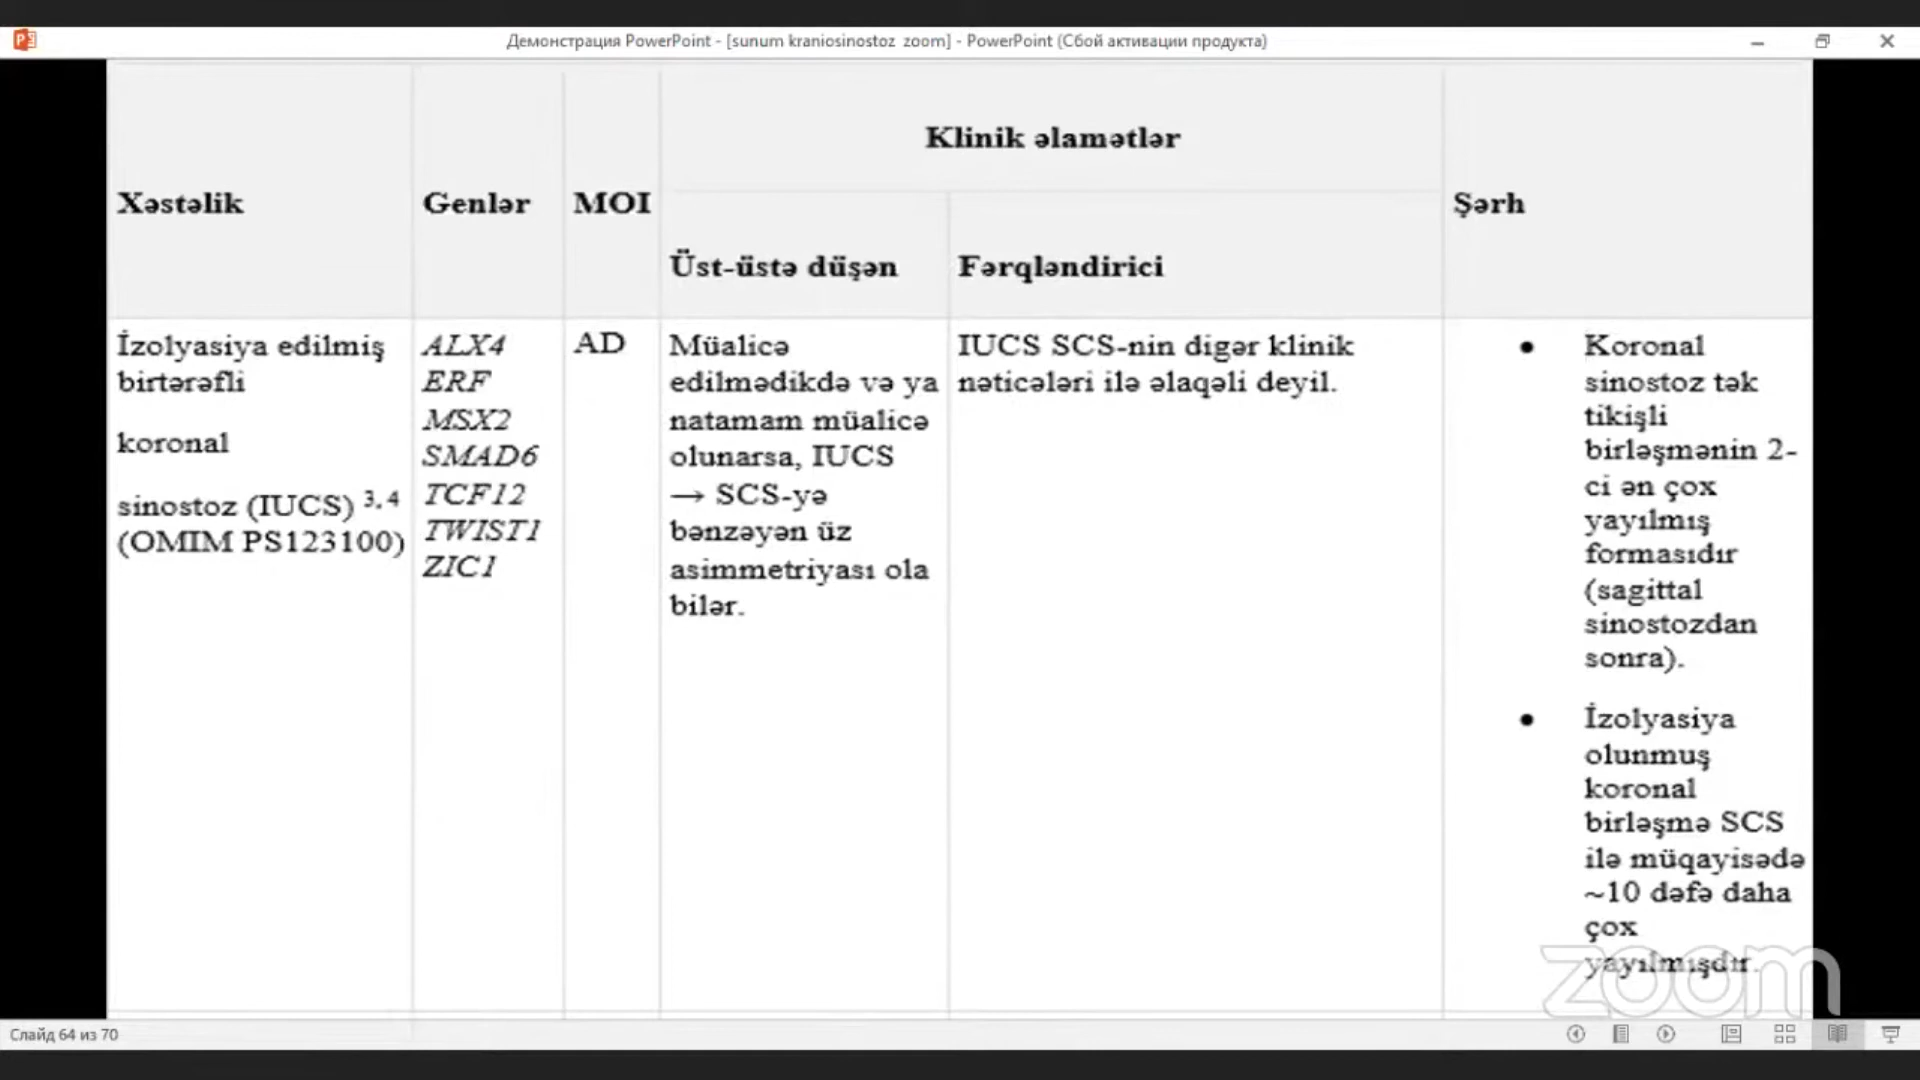 Демонстрация PowerPoint - [sunum kraniosinostoz zoom] - PowerPoint (Сбой активации продукта)
Xəstəlik
Genlər
MOI
Klinik əlamətlər
Üst-üstə düşən
Fərqləndirici
Şərh
İzolyasiya edilmiş
birtərəfli
koronal
sinostoz (IUCS) 3, 4
(OMIM PS123100)
ALX4
ERF
MSX2
SMAD6
TCF12
TWIST1
ZIC1
AD
Müalicə
edilmədikdə və ya
natamam müalicə
olunarsa, IUCS
→ SCS-yə
bənzəyən üz
asimmetriyası ola
bilər.
IUCS SCS-nin digər klinik
nəticələri ilə əlaqəli deyil.
● Koronal
sinostoz tək
tikişli
birləşmənin 2-
ci ən çox
yayılmış
formasıdır
(sagittal
sinostozdan
sonra).
● İzolyasiya
olunmuş
koronal
birləşmə SCS
ilə müqayisədə
~10 dəfə daha
çox
yayılmışdır.
zoom
Слайд 64 из 70